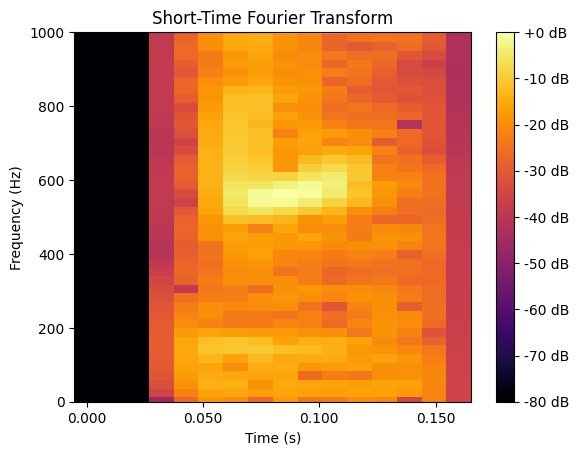 Short-Time Fourier Transform
1000
800
600
400
200
0
Frequency (Hz)
0.000
0.050
0.100
0.150
Time (s)
+0 dB
-10 dB
-20 dB
-30 dB
-40 dB
-50 dB
-60 dB
-70 dB
-80 dB